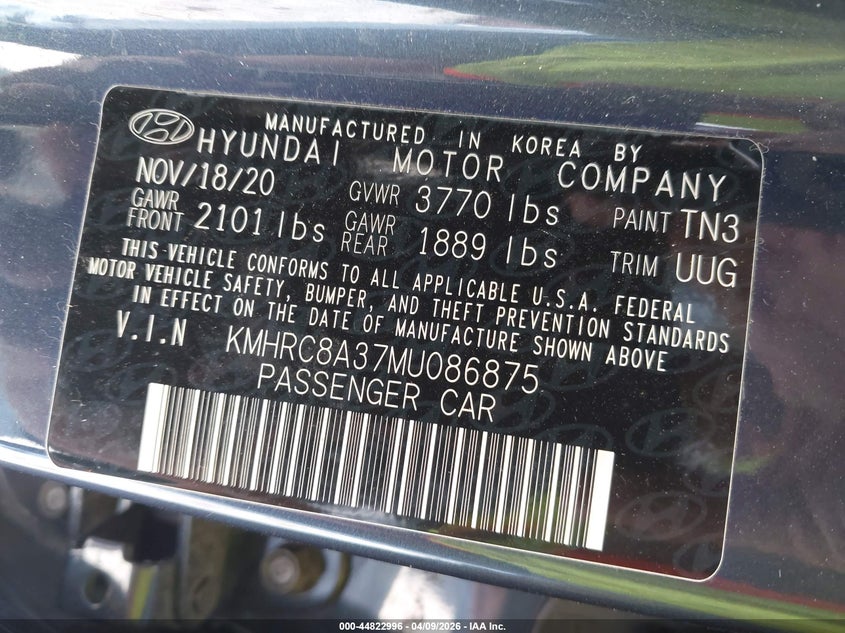 MANUFACTURED IN KOREA BY
HYUNDAI MOTOR COMPANY
NOV/18/20 GVWR 3770 lbs PAINT TN3
GAWR FRONT 2101 lbs GAWR REAR 1889 lbs TRIM UUG
THIS VEHICLE CONFORMS TO ALL APPLICABLE U.S.A. FEDERAL
MOTOR VEHICLE SAFETY, BUMPER, AND THEFT PREVENTION STANDARDS
IN EFFECT ON THE DATE OF MANUFACTURE SHOWN ABOVE.
V.I.N KMHRC8A37MU086875
PASSENGER CAR
000-44822996 - 04/09/2026 - IAA Inc.